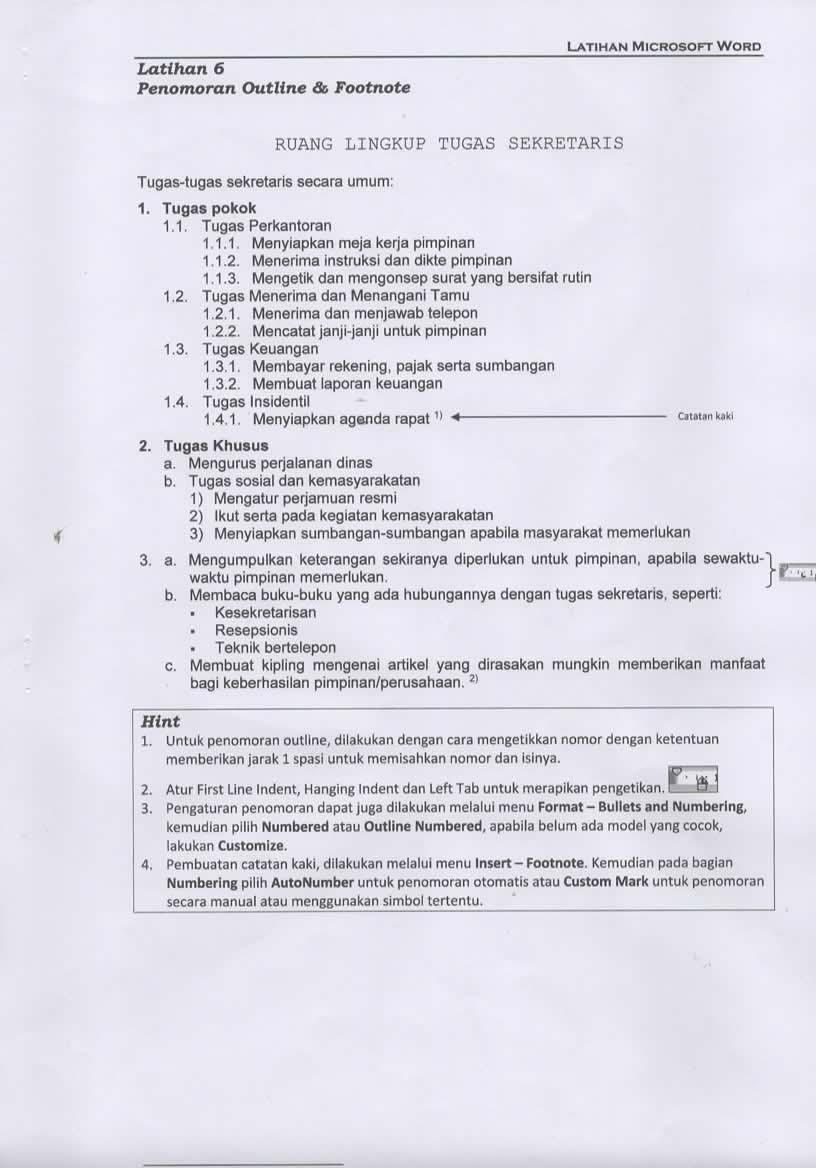 LATIHAN MICROSOFT WORD
Latihan 6
Penomoran Outline & Footnote
RUANG LINGKUP TUGAS SEKRETARIS
Tugas-tugas sekretaris secara umum:
1. Tugas pokok
1.1. Tugas Perkantoran
1.1.1. Menyiapkan meja kerja pimpinan
1.1.2. Menerima instruksi dan dikte pimpinan
1.1.3. Mengetik dan mengonsep surat yang bersifat rutin
1.2. Tugas Menerima dan Menangani Tamu
1.2.1. Menerima dan menjawab telepon
1.2.2. Mencatat janji-janji untuk pimpinan
1.3. Tugas Keuangan
1.3.1. Membayar rekening, pajak serta sumbangan
1.3.2. Membuat laporan keuangan
1.4. Tugas Insidentil
1.4.1. Menyiapkan agenda rapat 1) Catatan kaki
2. Tugas Khusus
a. Mengurus perjalanan dinas
b. Tugas sosial dan kemasyarakatan
1) Mengatur perjamuan resmi
2) Ikut serta pada kegiatan kemasyarakatan
3) Menyiapkan sumbangan-sumbangan apabila masyarakat memerlukan
3. a. Mengumpulkan keterangan sekiranya diperlukan untuk pimpinan, apabila sewaktu-
waktu pimpinan memerlukan.
b. Membaca buku-buku yang ada hubungannya dengan tugas sekretaris, seperti:
▪ Kesekretarisan
▪ Resepsionis
▪ Teknik bertelepon
c. Membuat kipling mengenai artikel yang dirasakan mungkin memberikan manfaat
bagi keberhasilan pimpinan/perusahaan. 2)
Hint
1. Untuk penomoran outline, dilakukan dengan cara mengetikkan nomor dengan ketentuan
memberikan jarak 1 spasi untuk memisahkan nomor dan isinya.
2. Atur First Line Indent, Hanging Indent dan Left Tab untuk merapikan pengetikan.
3. Pengaturan penomoran dapat juga dilakukan melalui menu Format – Bullets and Numbering,
kemudian pilih Numbered atau Outline Numbered, apabila belum ada model yang cocok,
lakukan Customize.
4. Pembuatan catatan kaki, dilakukan melalui menu Insert – Footnote. Kemudian pada bagian
Numbering pilih AutoNumber untuk penomoran otomatis atau Custom Mark untuk penomoran
secara manual atau menggunakan simbol tertentu.